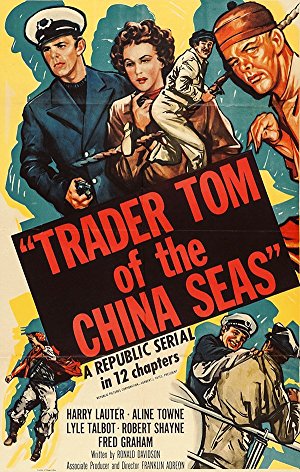 "TRADER TOM
of the
CHINA SEAS"
A REPUBLIC SERIAL
in 12 chapters
HARRY LAUTER · ALINE TOWNE
LYLE TALBOT · ROBERT SHAYNE
FRED GRAHAM
Written by RONALD DAVIDSON
Associate Producer and Director FRANKLIN ADREON